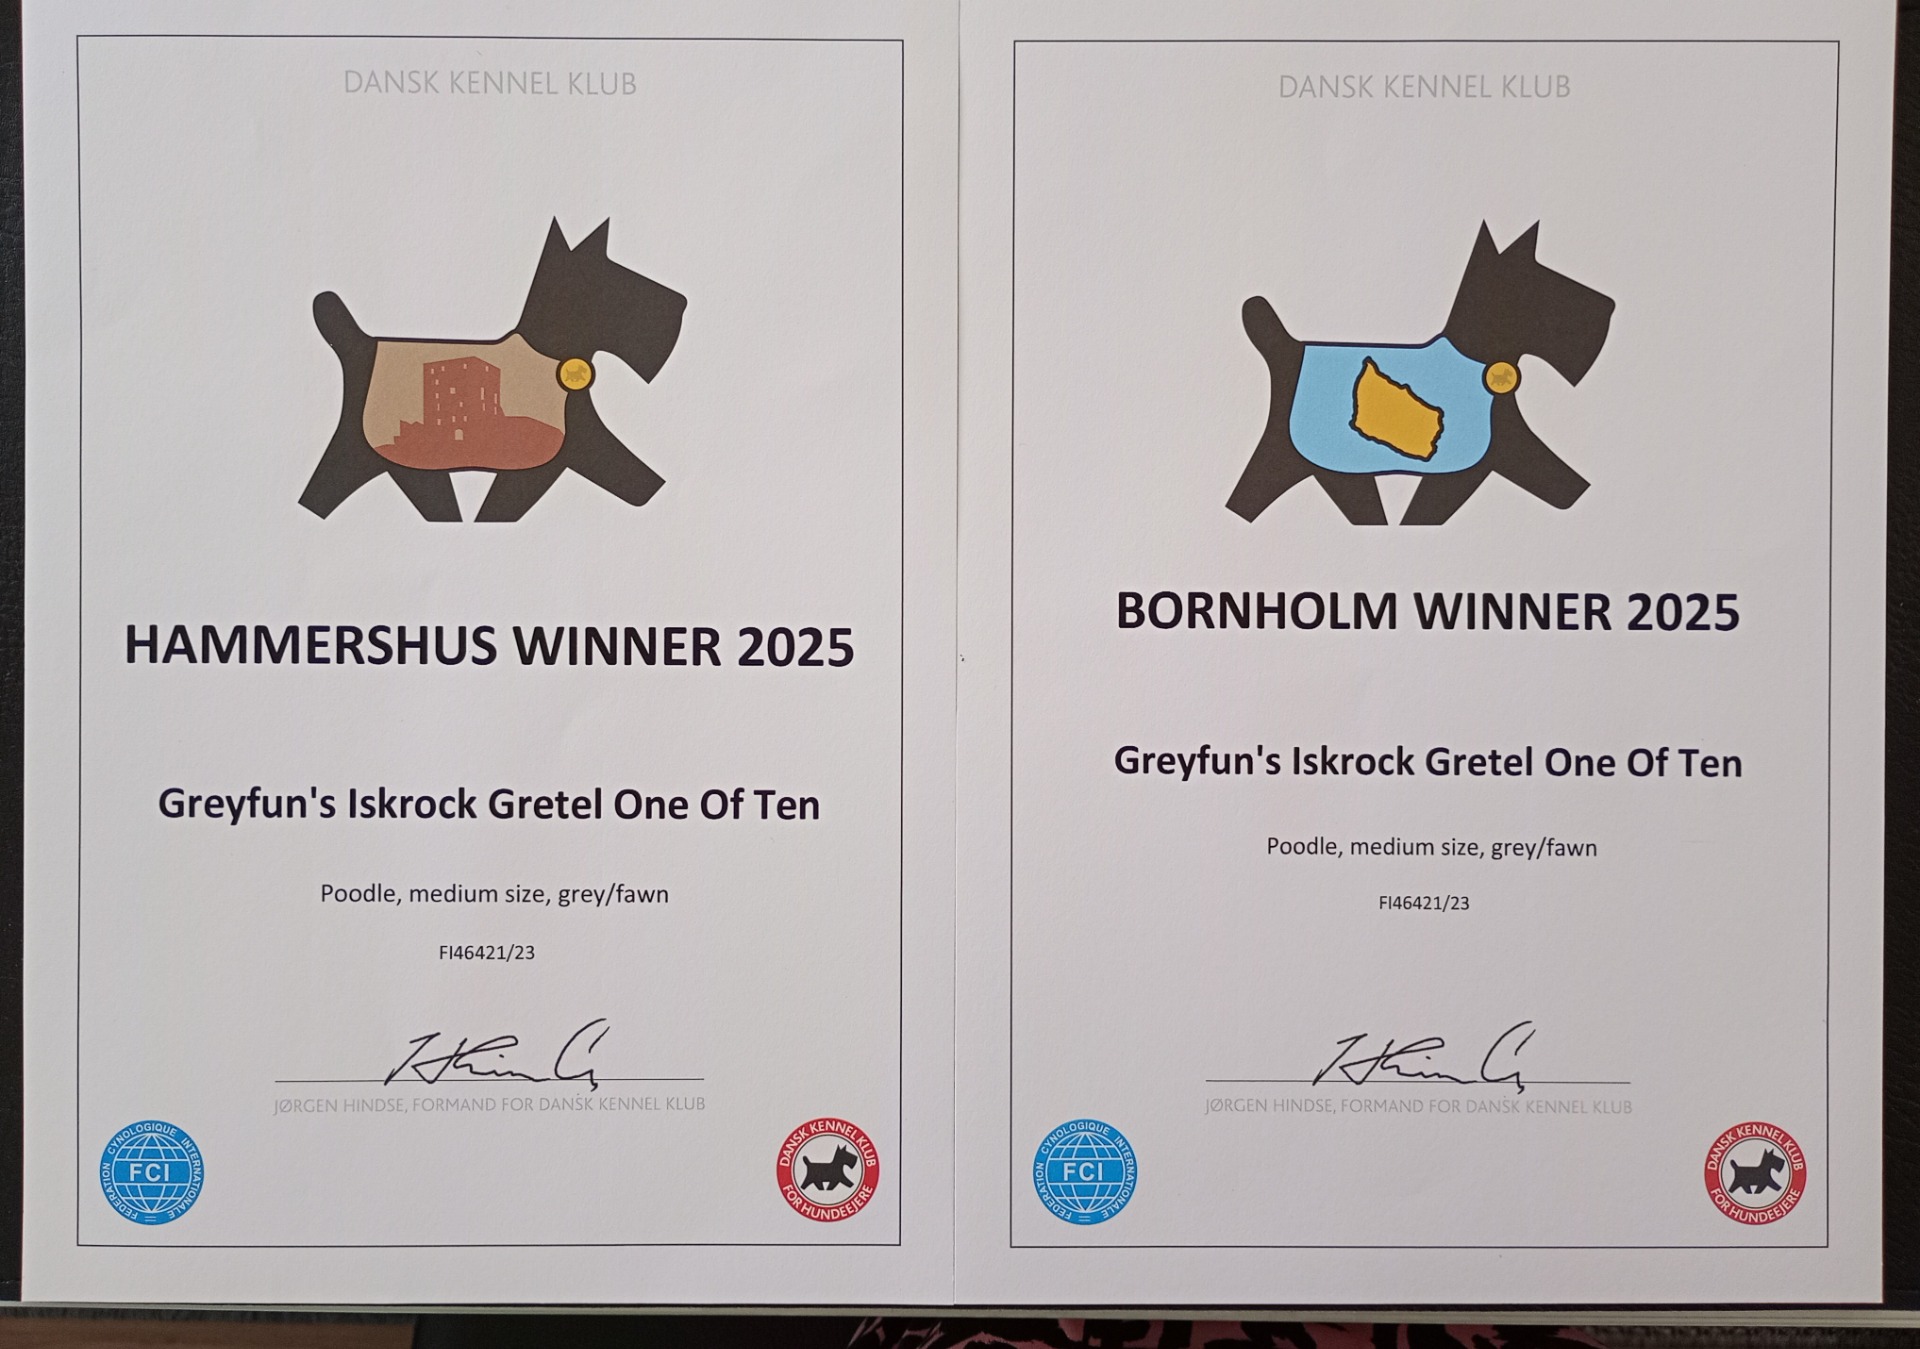 DANSK KENNEL KLUB
HAMMERSHUS WINNER 2025
Greyfun's Iskrock Gretel One Of Ten
Poodle, medium size, grey/fawn
FI46421/23
JØRGEN HINDSE, FORMAND FOR DANSK KENNEL KLUB
FEDERATION CYNOLOGIQUE INTERNATIONALE
FCI
DANSK KENNEL KLUB
FOR HUNDEEJERE
DANSK KENNEL KLUB
BORNHOLM WINNER 2025
Greyfun's Iskrock Gretel One Of Ten
Poodle, medium size, grey/fawn
FI46421/23
JØRGEN HINDSE, FORMAND FOR DANSK KENNEL KLUB
FEDERATION CYNOLOGIQUE INTERNATIONALE
FCI
DANSK KENNEL KLUB
FOR HUNDEEJERE